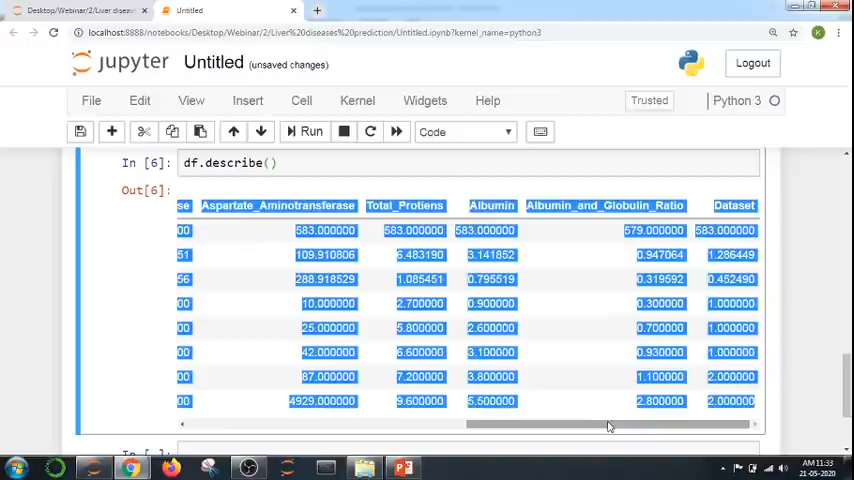 Desktop/Webinar/2/Liver diseas
Untitled
localhost:8888/notebooks/Desktop/Webinar/2/Liver%20diseases%20prediction/Untitled.ipynb?kernel_name=python3
K
jupyter Untitled (unsaved changes)
Logout
File Edit View Insert Cell Kernel Widgets Help
Trusted Python 3
Run Code
In [6]: df.describe()
Out[6]:
se Aspartate_Aminotransferase Total_Protiens Albumin Albumin_and_Globulin_Ratio Dataset
00 583.000000 583.000000 583.000000 579.000000 583.000000
51 109.910806 6.483190 3.141852 0.947064 1.286449
56 288.918529 1.085451 0.795519 0.319592 0.452490
00 10.000000 2.700000 0.900000 0.300000 1.000000
00 25.000000 5.800000 2.600000 0.700000 1.000000
00 42.000000 6.600000 3.100000 0.930000 1.000000
00 87.000000 7.200000 3.800000 1.100000 2.000000
00 4929.000000 9.600000 5.500000 2.800000 2.000000
AM 11:33
21-05-2020